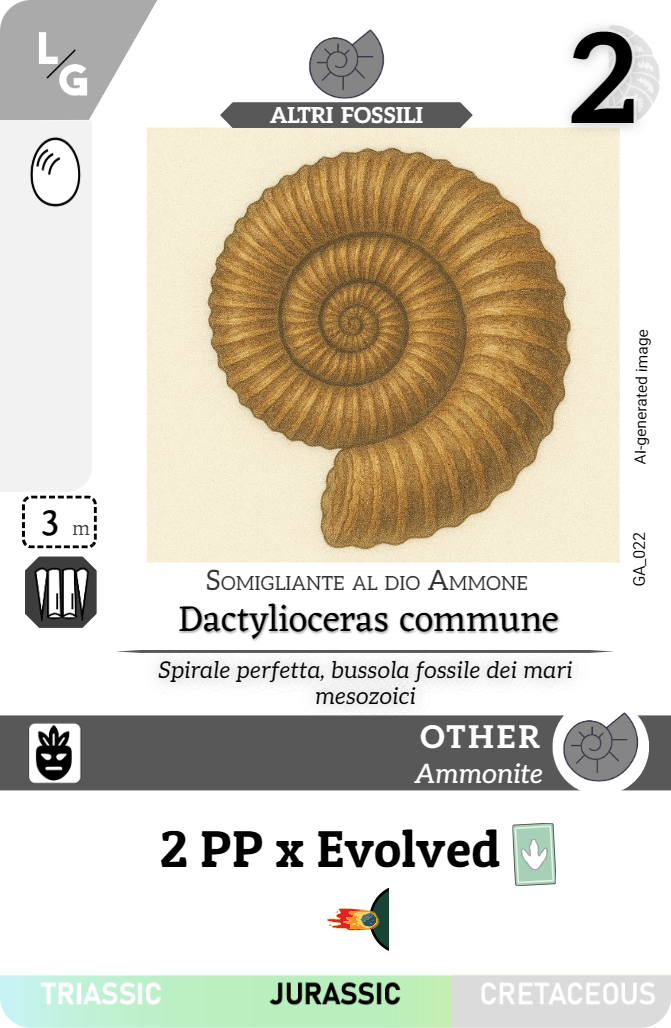 L/G
2
ALTRI FOSSILI
AI-generated image
GA_022
3 m
Somigliante al dio Ammone
Dactylioceras commune
Spirale perfetta, bussola fossile dei mari
mesozoici
OTHER
Ammonite
2 PP x Evolved
TRIASSIC JURASSIC CRETACEOUS